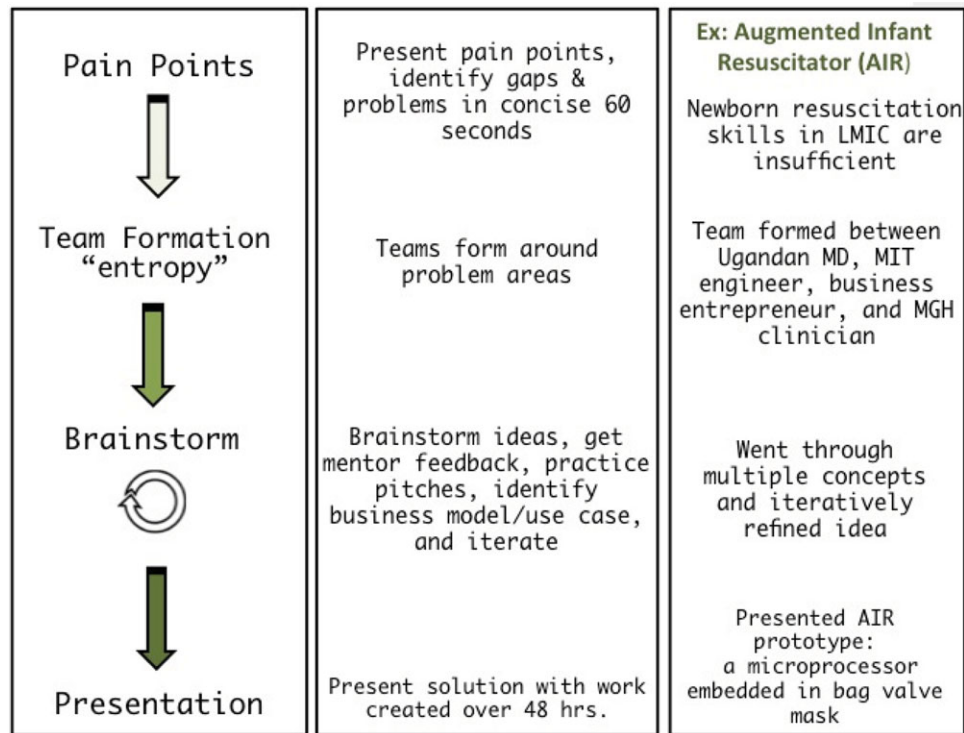 Pain Points
Team Formation
“entropy”
Brainstorm
Presentation
Present pain points,
identify gaps &
problems in concise 60
seconds
Teams form around
problem areas
Brainstorm ideas, get
mentor feedback, practice
pitches, identify
business model/use case,
and iterate
Present solution with work
created over 48 hrs.
Ex: Augmented Infant
Resuscitator (AIR)
Newborn resuscitation
skills in LMIC are
insufficient
Team formed between
Ugandan MD, MIT
engineer, business
entrepreneur, and MGH
clinician
Went through
multiple concepts
and iteratively
refined idea
Presented AIR
prototype:
a microprocessor
embedded in bag valve
mask